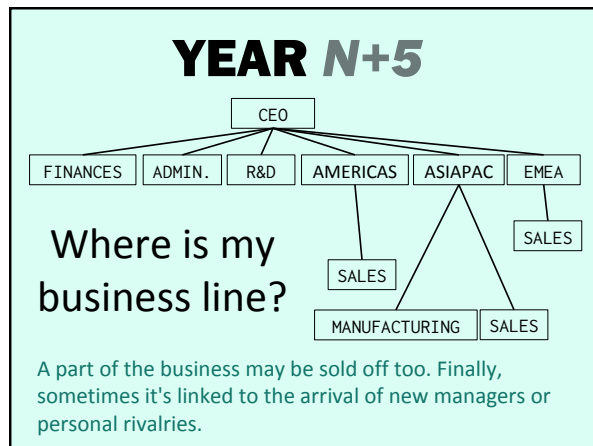 YEAR N+5
CEO
FINANCES ADMIN. R&D AMERICAS ASIAPAC EMEA
Where is my
business line?
SALES
SALES
MANUFACTURING SALES
A part of the business may be sold off too. Finally,
sometimes it's linked to the arrival of new managers or
personal rivalries.